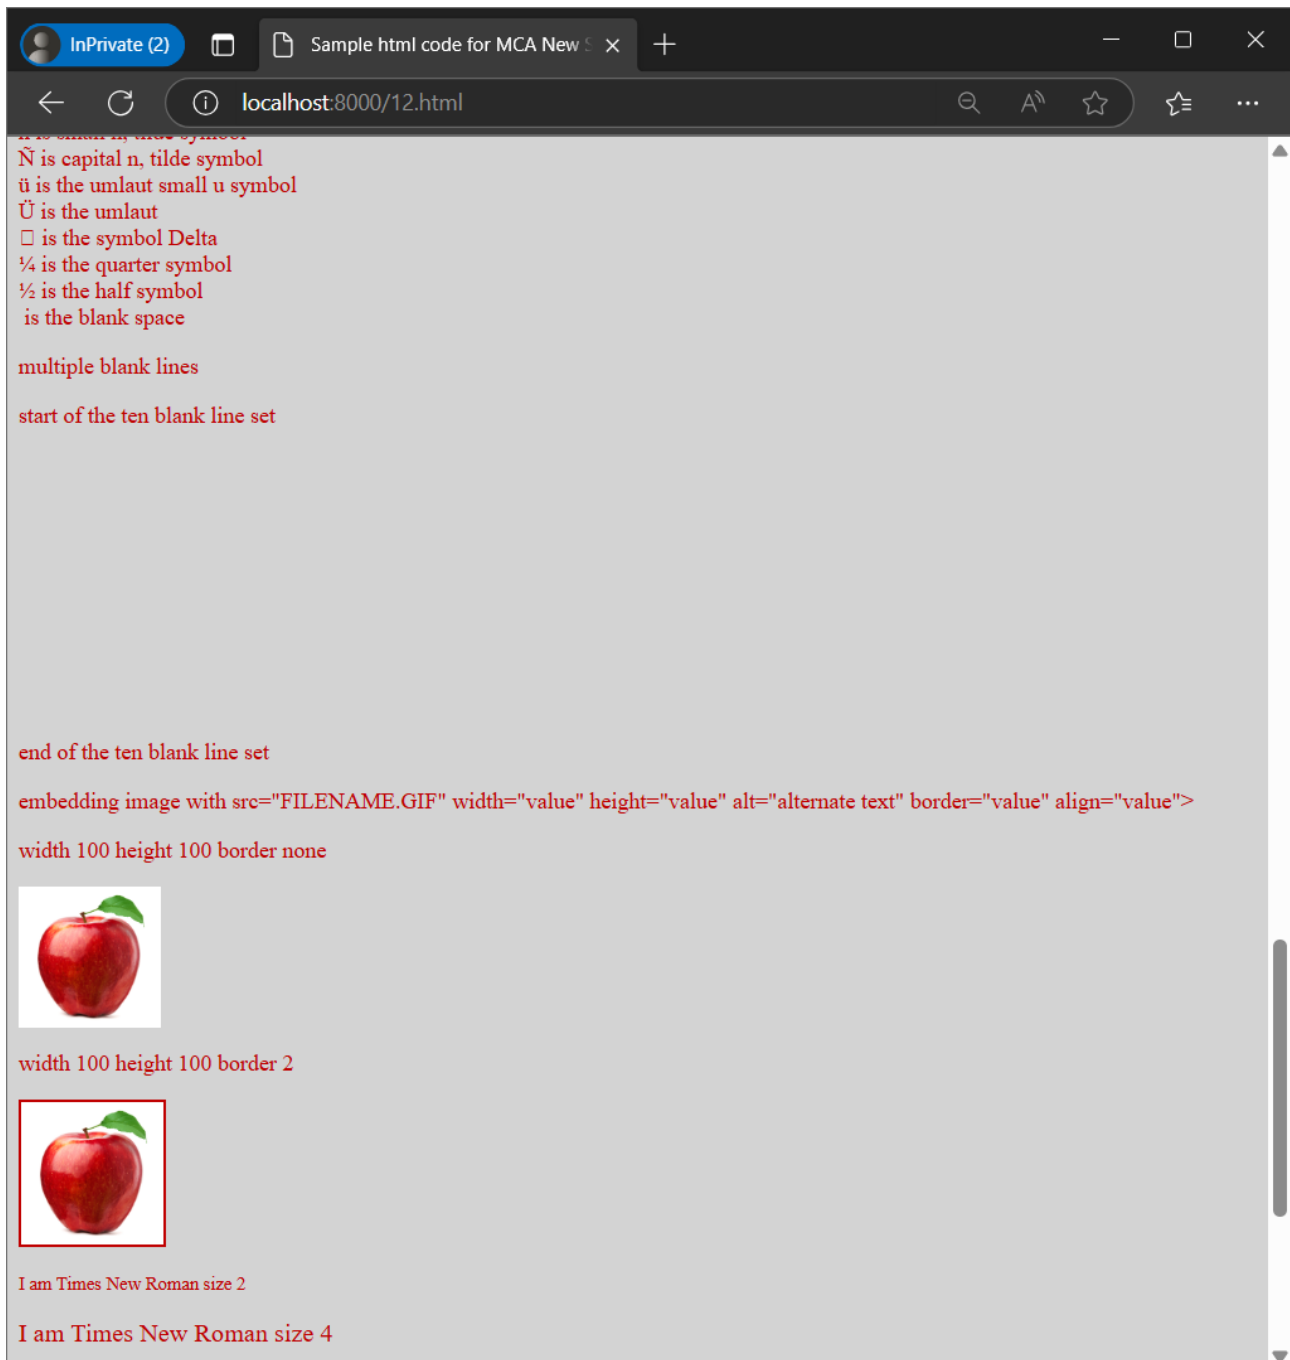 InPrivate (2)
Sample html code for MCA New S
localhost:8000/12.html
Ñ is capital n, tilde symbol
ü is the umlaut small u symbol
Ü is the umlaut
□ is the symbol Delta
¼ is the quarter symbol
½ is the half symbol
is the blank space
multiple blank lines
start of the ten blank line set
end of the ten blank line set
embedding image with src="FILENAME.GIF" width="value" height="value" alt="alternate text" border="value" align="value">
width 100 height 100 border none
width 100 height 100 border 2
I am Times New Roman size 2
I am Times New Roman size 4